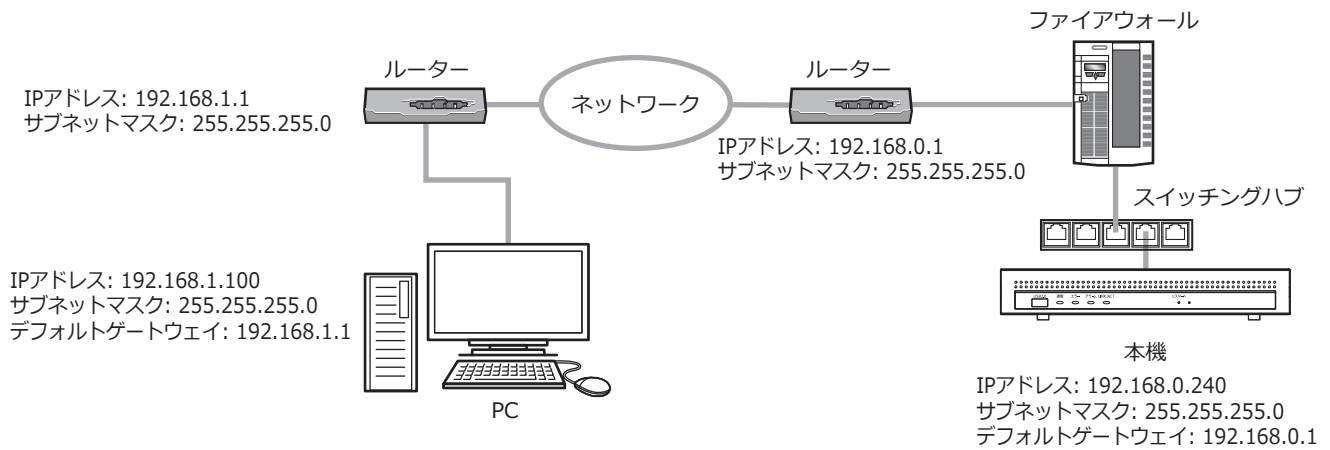 ファイアウォール
ルーター
ルーター
IPアドレス: 192.168.1.1
サブネットマスク: 255.255.255.0
ネットワーク
IPアドレス: 192.168.0.1
サブネットマスク: 255.255.255.0
スイッチングハブ
IPアドレス: 192.168.1.100
サブネットマスク: 255.255.255.0
デフォルトゲートウェイ: 192.168.1.1
PC
本機
IPアドレス: 192.168.0.240
サブネットマスク: 255.255.255.0
デフォルトゲートウェイ: 192.168.0.1